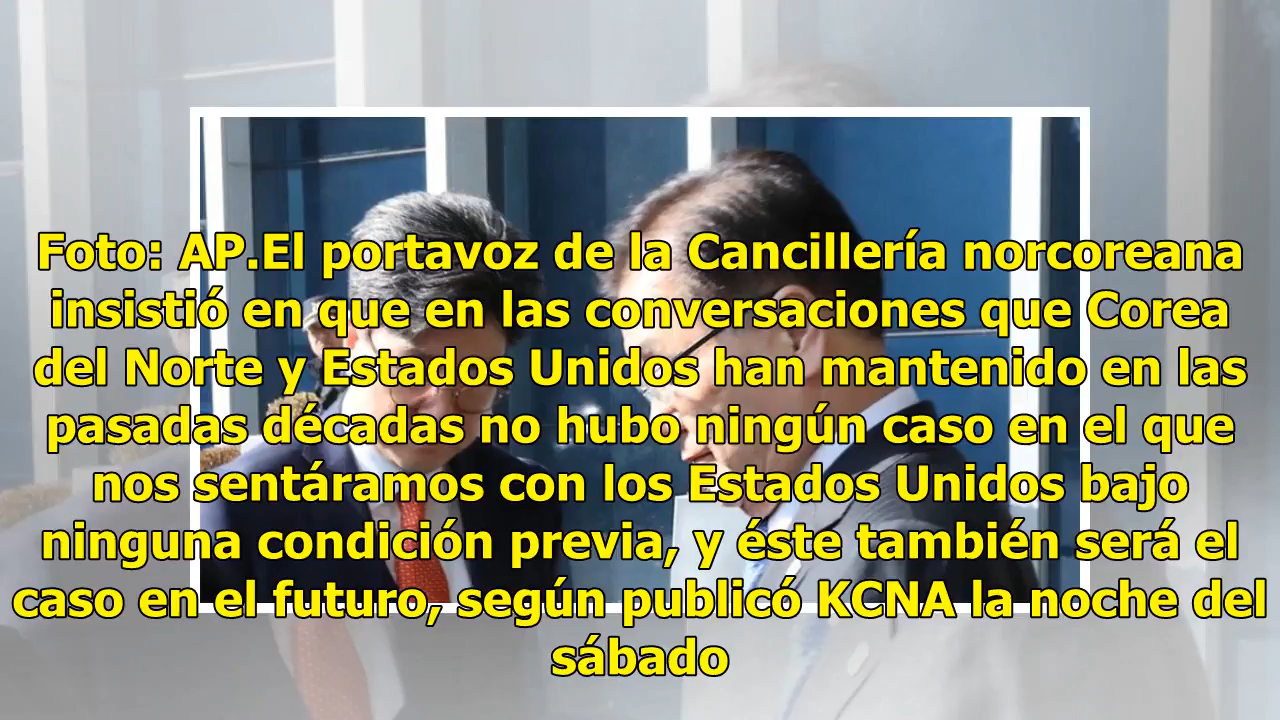 Foto: AP.El portavoz de la Cancillería norcoreana
insistió en que en las conversaciones que Corea
del Norte y Estados Unidos han mantenido en las
pasadas décadas no hubo ningún caso en el que
nos sentáramos con los Estados Unidos bajo
ninguna condición previa, y éste también será el
caso en el futuro, según publicó KCNA la noche del
sábado